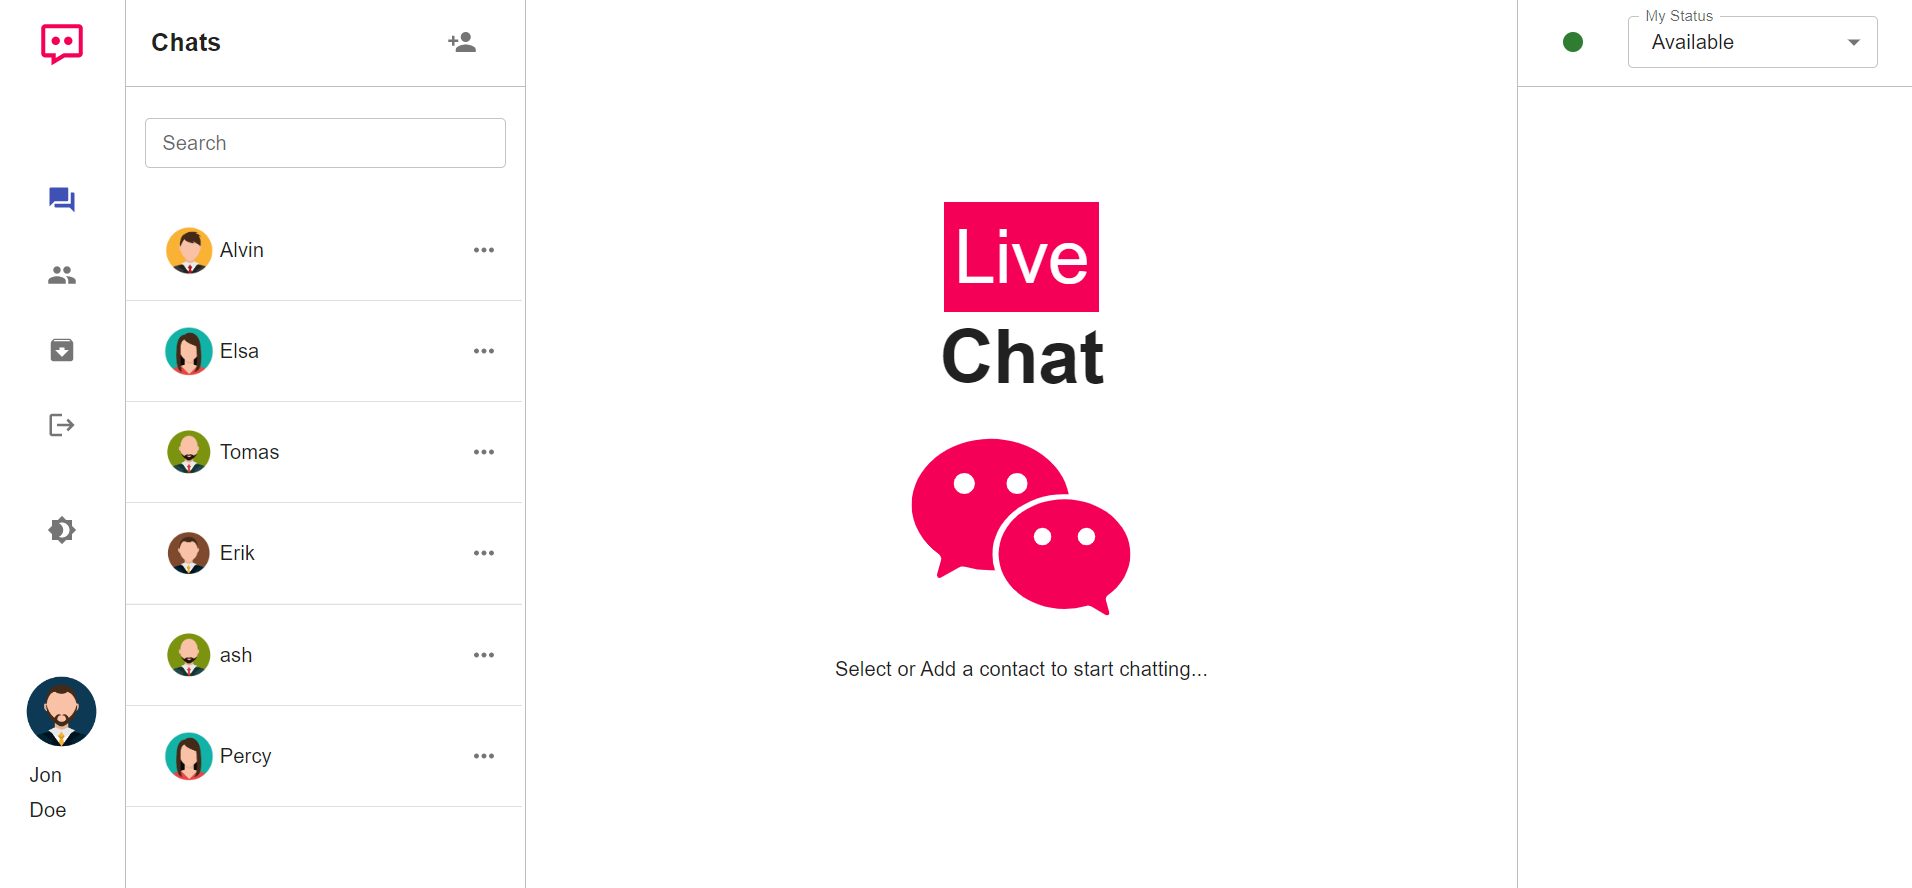 Chats
Search
Alvin
Elsa
Tomas
Erik
ash
Percy
Jon
Doe
Live
Chat
Select or Add a contact to start chatting...
My Status
Available